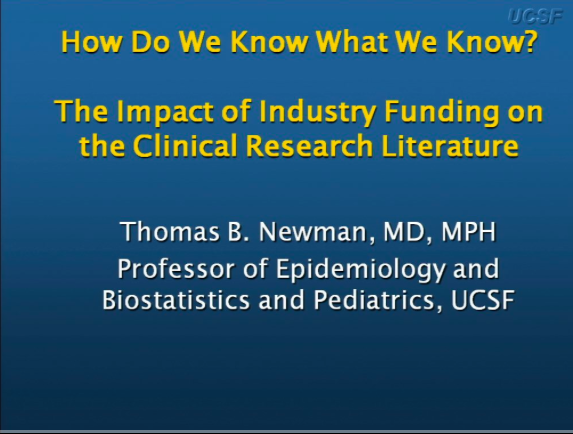 UCSF
How Do We Know What We Know?
The Impact of Industry Funding on
the Clinical Research Literature
Thomas B. Newman, MD, MPH
Professor of Epidemiology and
Biostatistics and Pediatrics, UCSF